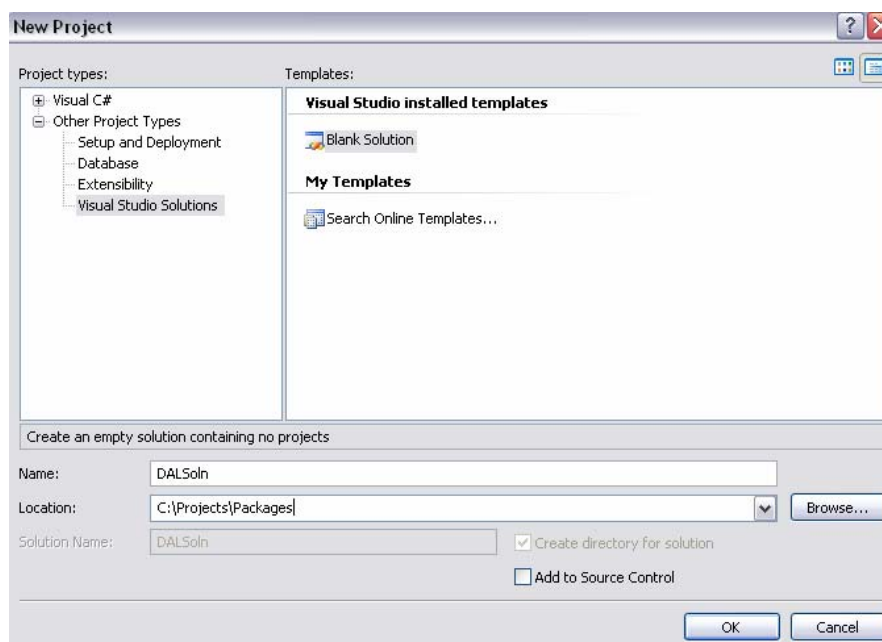 New Project
Project types:
Templates:
Visual C#
Other Project Types
Setup and Deployment
Database
Extensibility
Visual Studio Solutions
Visual Studio installed templates
Blank Solution
My Templates
Search Online Templates...
Create an empty solution containing no projects
Name:
DALSoln
Location:
C:\Projects\Packages
Browse...
Solution Name:
DALSoln
Create directory for solution
Add to Source Control
OK
Cancel